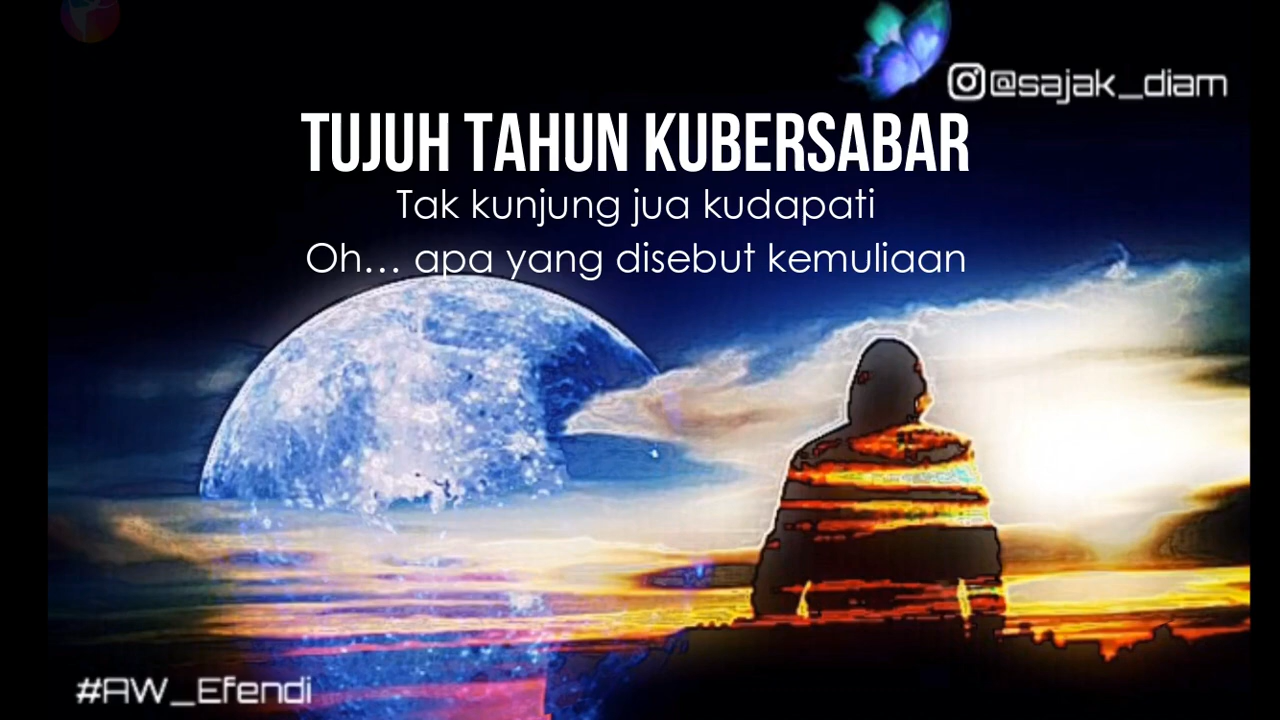 @sajak_diam
TUJUH TAHUN KUBERSABAR
Tak kunjung jua kudapati
Oh... apa yang disebut kemuliaan
#AW_Efendi